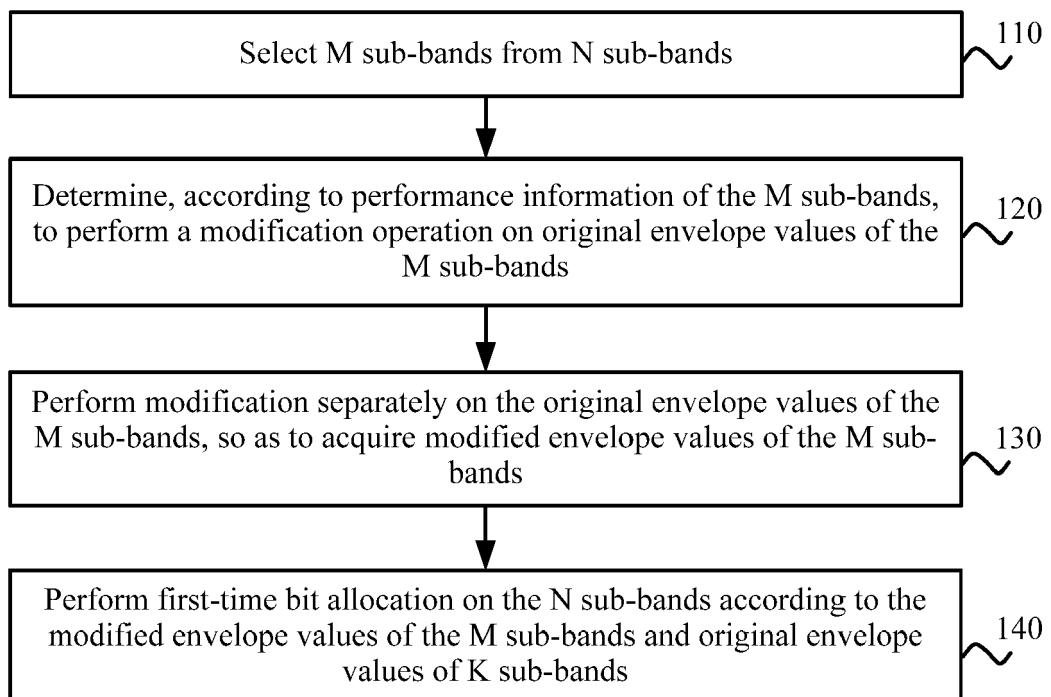 Select M sub-bands from N sub-bands
110
Determine, according to performance information of the M sub-bands,
to perform a modification operation on original envelope values of the
M sub-bands
120
Perform modification separately on the original envelope values of the
M sub-bands, so as to acquire modified envelope values of the M sub-
bands
130
Perform first-time bit allocation on the N sub-bands according to the
modified envelope values of the M sub-bands and original envelope
values of K sub-bands
140